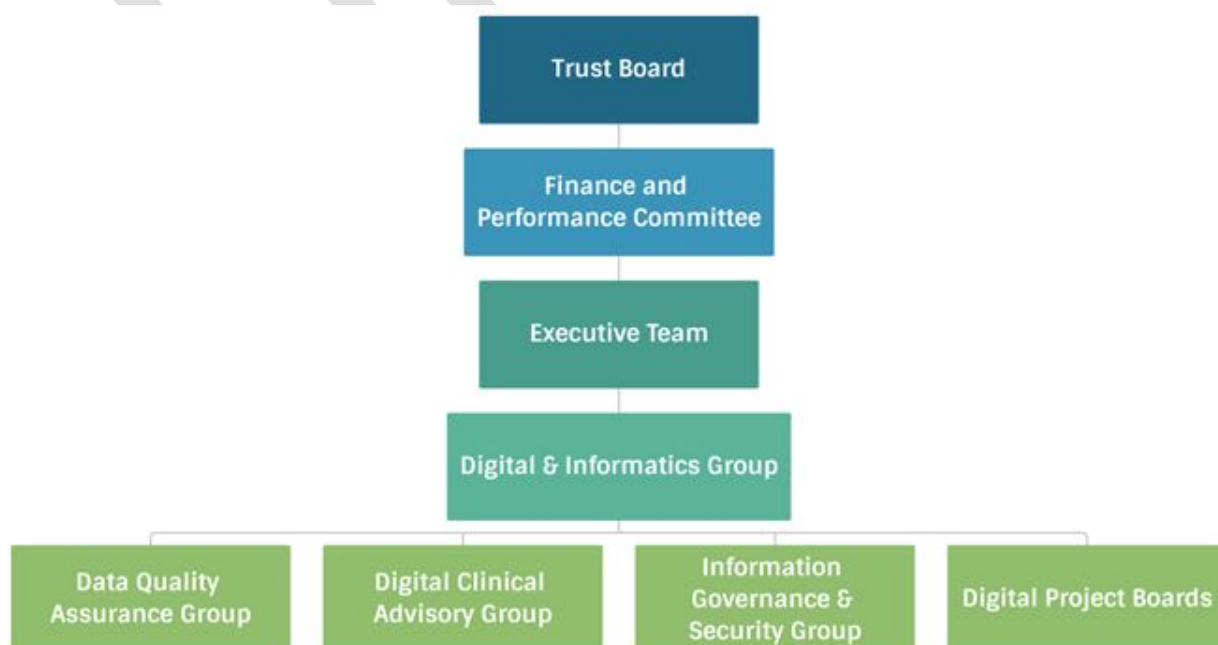 Trust Board
Finance and
Performance Committee
Executive Team
Digital & Informatics Group
Data Quality
Assurance Group
Digital Clinical
Advisory Group
Information
Governance &
Security Group
Digital Project Boards